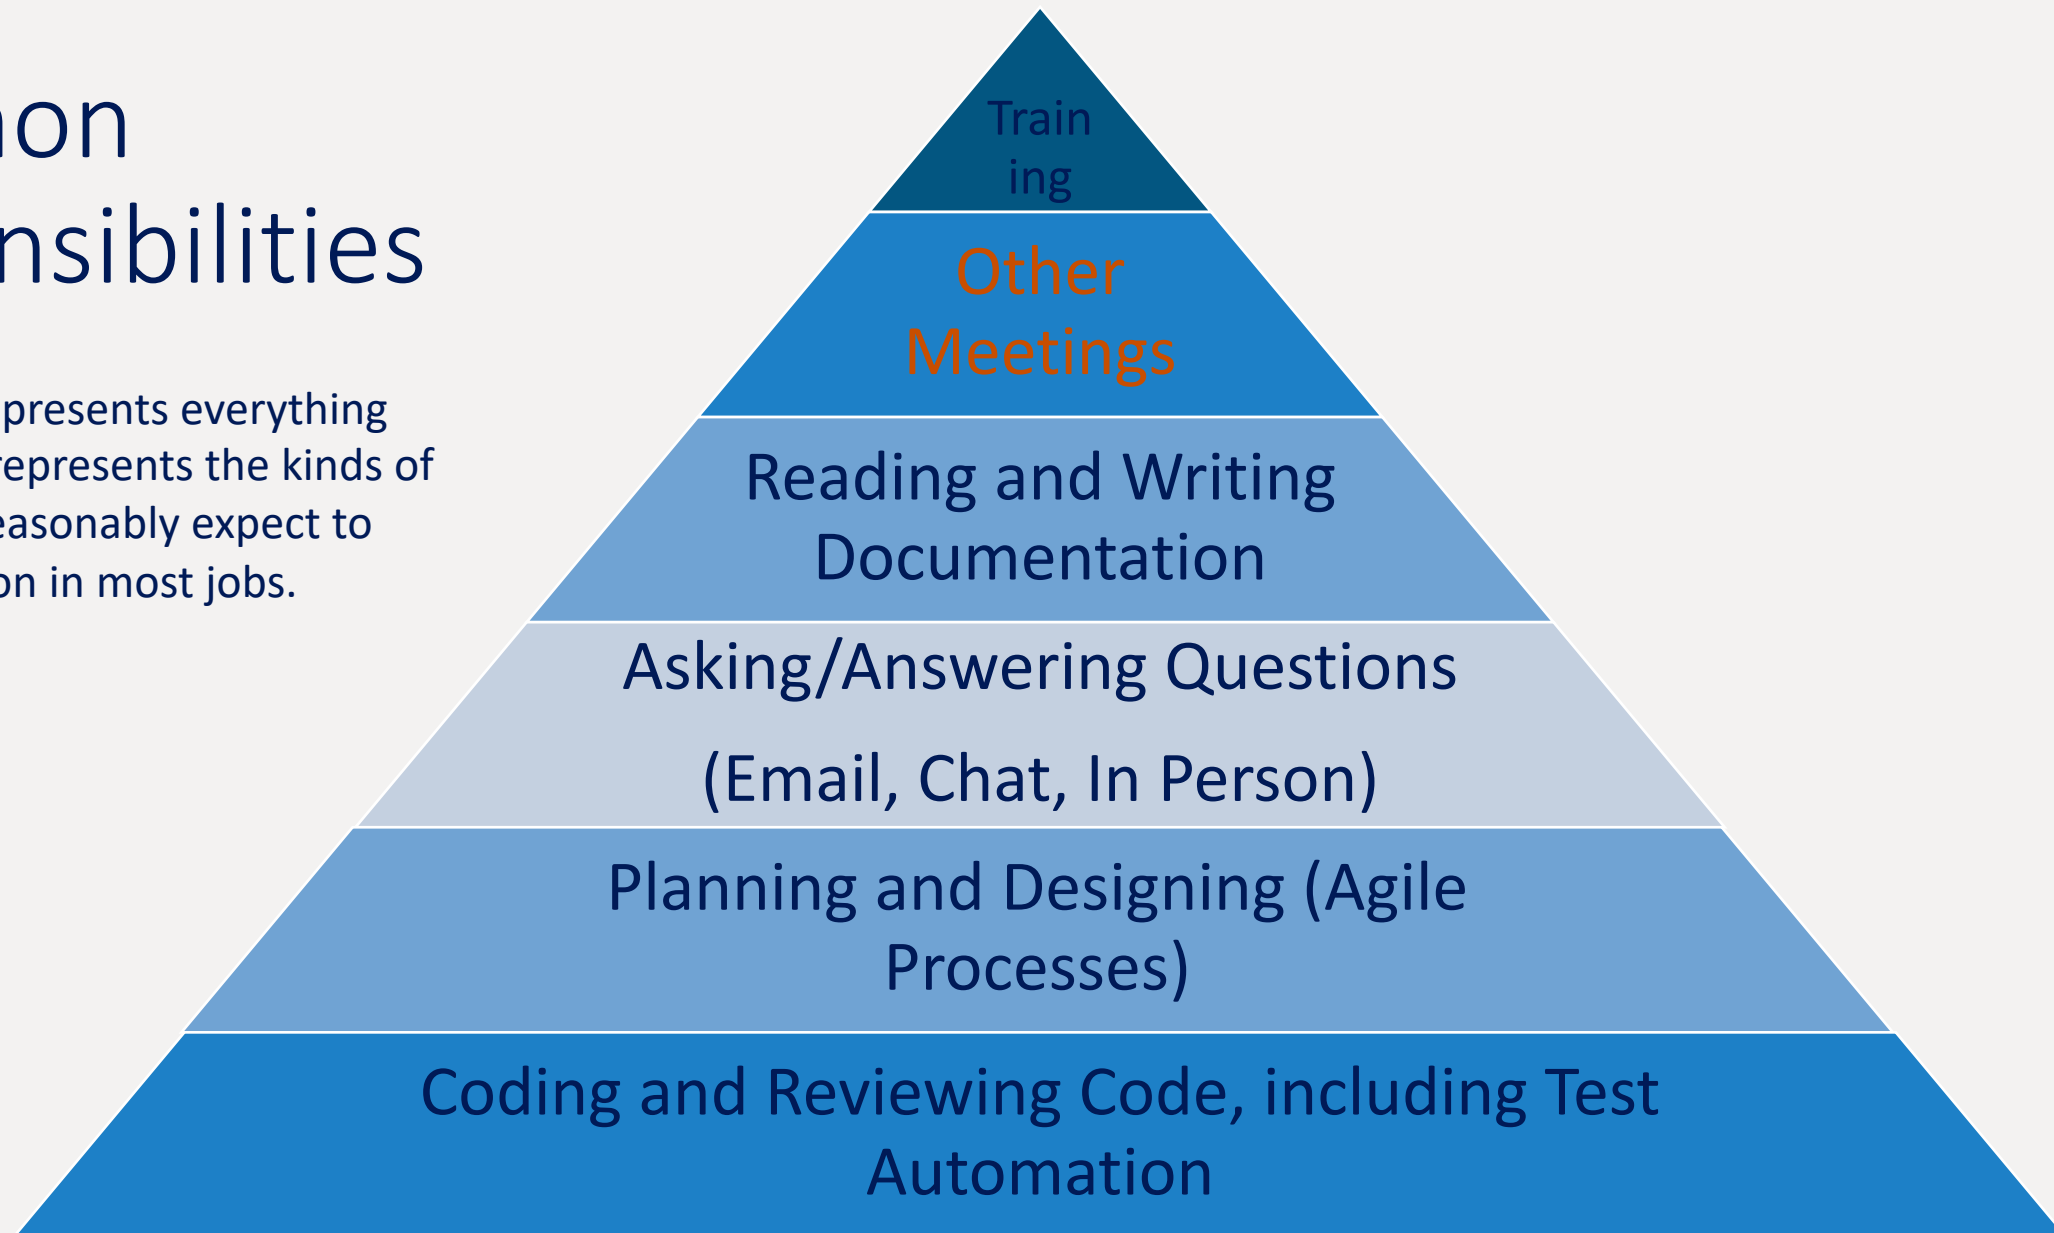 non
nsibilities
presents everything
represents the kinds of
easonably expect to
on in most jobs.
Train
ing
Other
Meetings
Reading and Writing
Documentation
Asking/Answering Questions
(Email, Chat, In Person)
Planning and Designing (Agile
Processes)
Coding and Reviewing Code, including Test
Automation